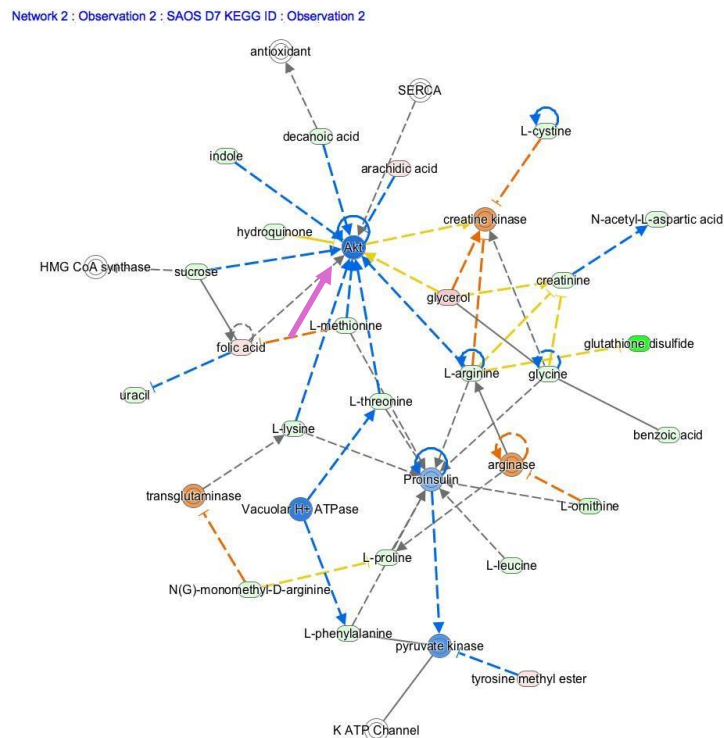 Network 2 : Observation 2 : SAOS D7 KEGG ID : Observation 2
antioxidant
SERCA
decanoic acid
L-cystine
indole
arachidic acid
creatine kinase
N-acetyl-L-aspartic acid
hydroquinone
Akt
HMG CoA synthase
sucrose
creatinine
glycerol
L-methionine
folic acid
glutathione disulfide
L-arginine
glycine
uracil
L-threonine
L-lysine
benzoic acid
arginase
Proinsulin
transglutaminase
Vacuolar H+ ATPase
L-ornithine
L-proline
L-leucine
N(G)-monomethyl-D-arginine
L-phenylalanine
pyruvate kinase
tyrosine methyl ester
K ATP Channel